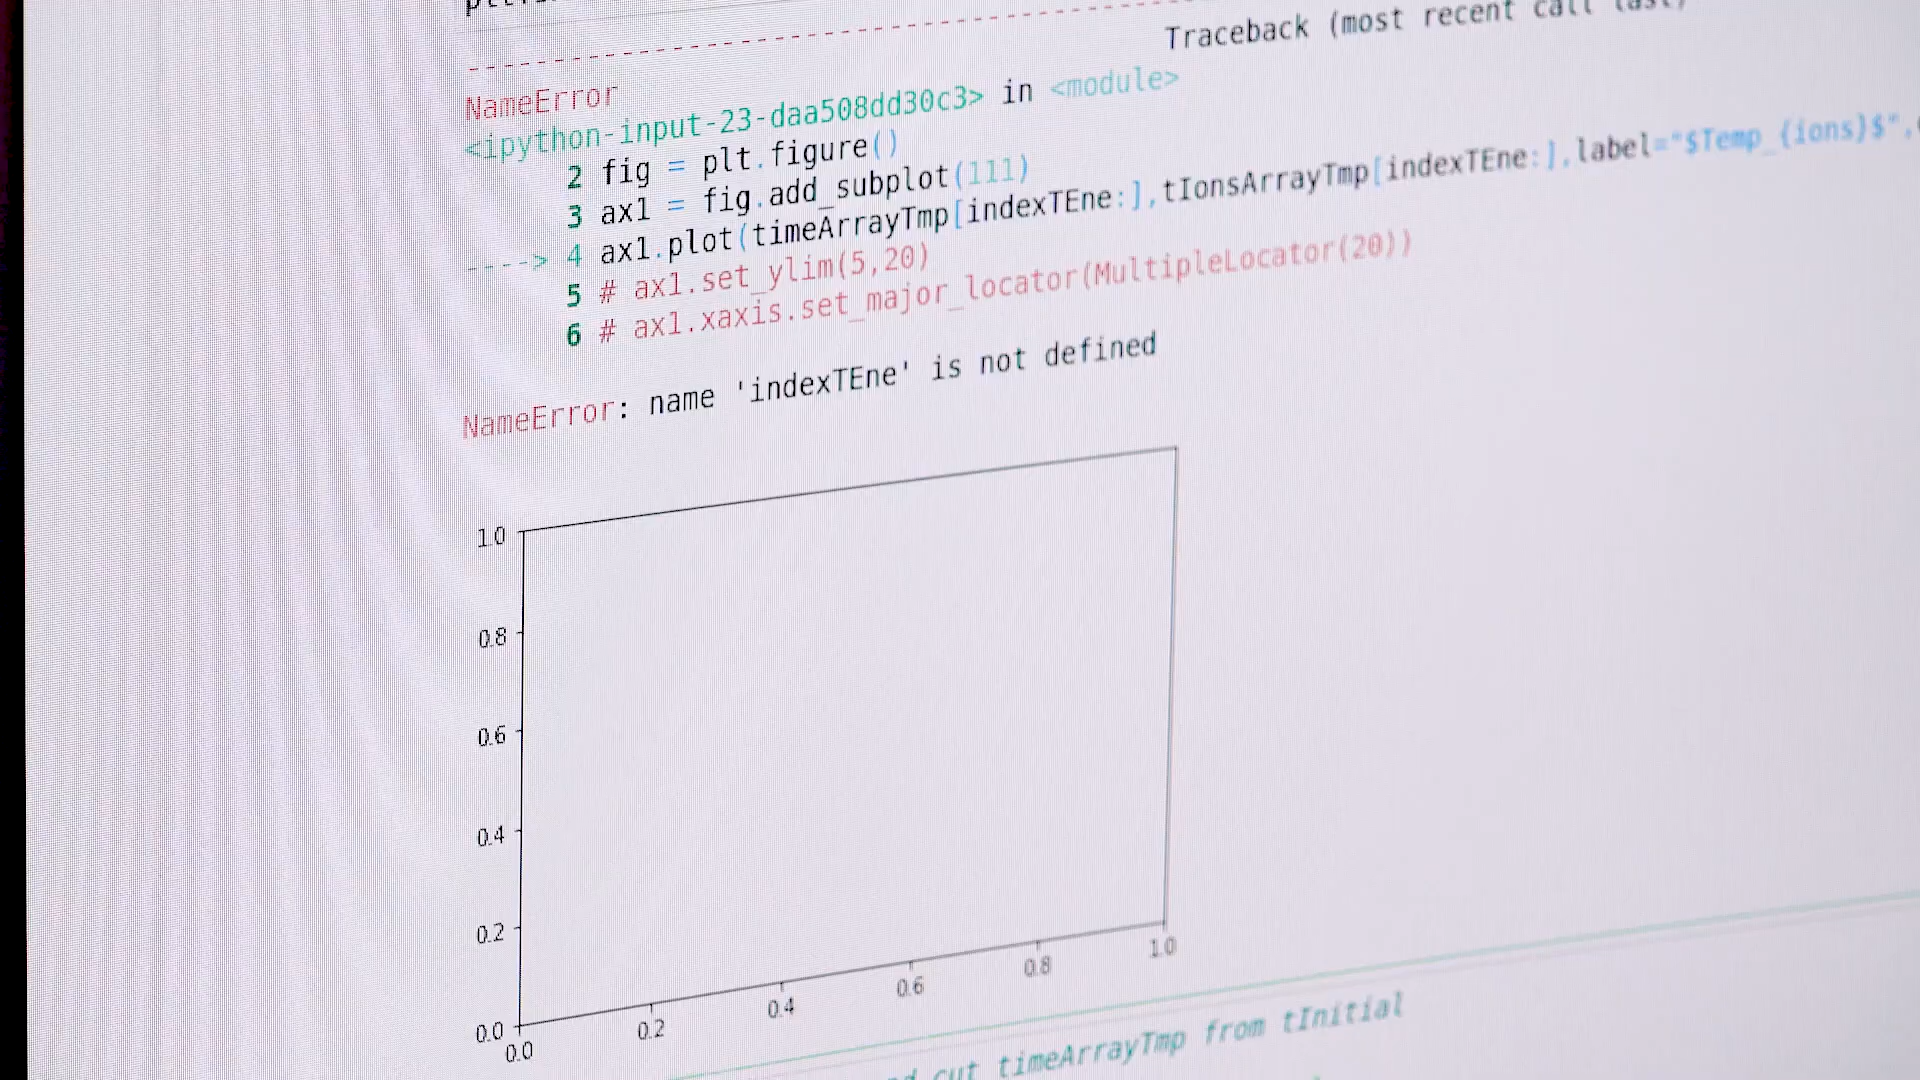 Traceback (most recent call last)
NameError
<ipython-input-23-daa508dd30c3> in <module>
2 fig = plt.figure()
3 ax1 = fig.add_subplot(111)
----> 4 ax1.plot(timeArrayTmp[indexTEne:],tIonsArrayTmp[indexTEne:],label="$Temp_{ions}$",
5 # ax1.set_ylim(5,20)
6 # ax1.xaxis.set_major_locator(MultipleLocator(20))
NameError: name 'indexTEne' is not defined
1.0
0.8
0.6
0.4
0.2
0.0
0.0 0.2 0.4 0.6 0.8 1.0
cut timeArrayTmp from tInitial